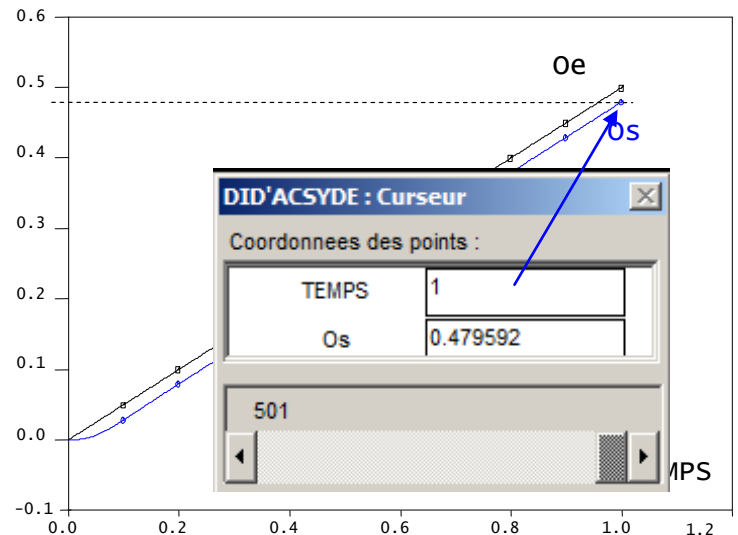 0.6
Oe
0.5
Os
0.4
DID'ACSYDE : Curseur
Coordonnees des points :
0.3
TEMPS 1
0.2
Os 0.479592
0.1
501
0.0
MPS
-0.1
0.0 0.2 0.4 0.6 0.8 1.0 1.2